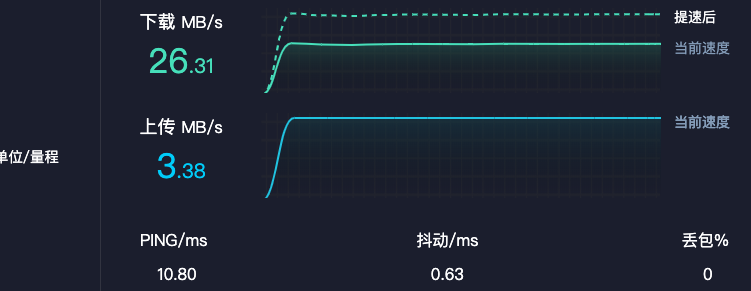 下载 MB/s
提速后
26.31
当前速度
上传 MB/s
当前速度
单位/量程
3.38
PING/ms
抖动/ms
丢包%
10.80
0.63
0